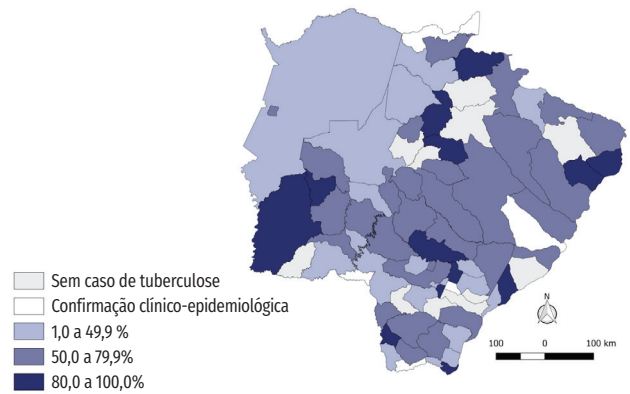 Sem caso de tuberculose
Confirmação clínico-epidemiológica
1,0 a 49,9 %
50,0 a 79,9%
80,0 a 100,0%
N
100 0 100 km